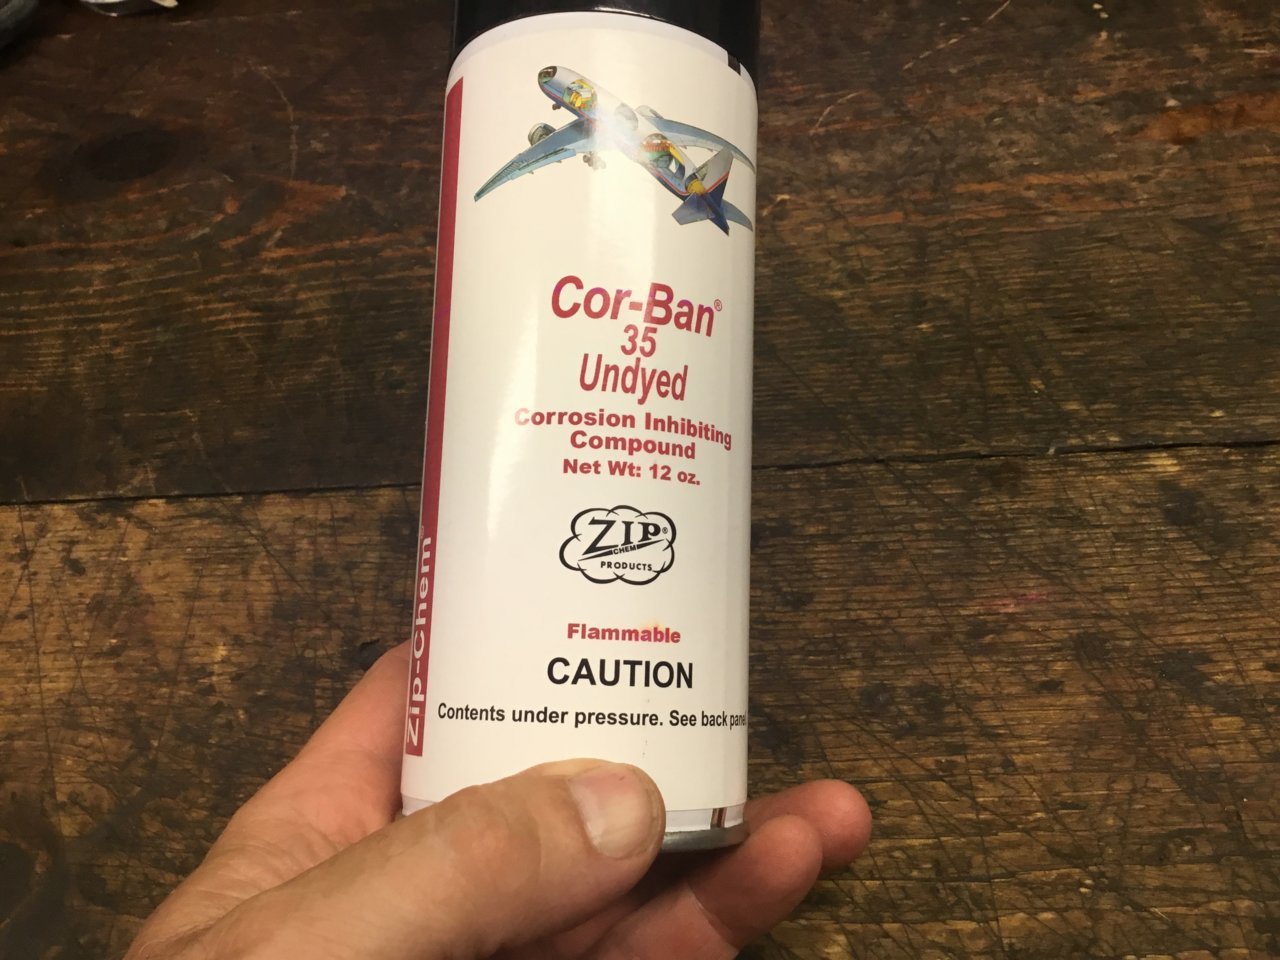 Cor-Ban®
35
Undyed
Corrosion Inhibiting
Compound
Net Wt: 12 oz.
ZIP®
CHEM
PRODUCTS
Flammable
CAUTION
Contents under pressure. See back panel
Zip-Chem®